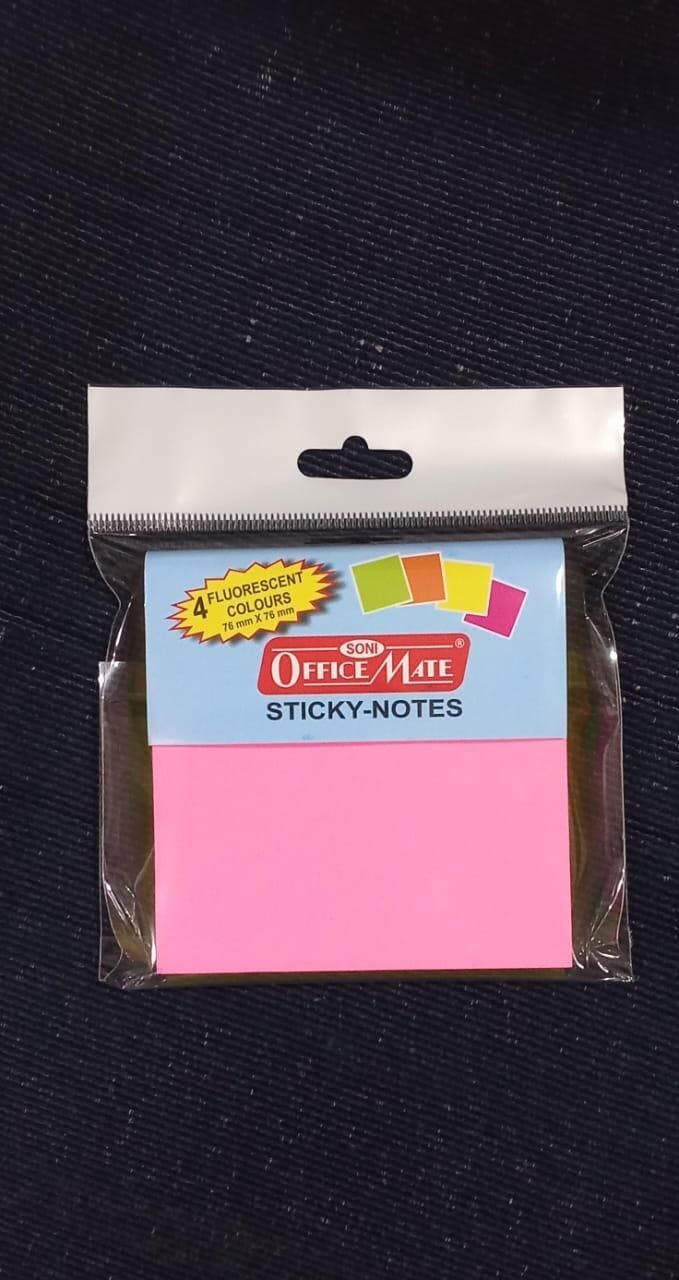 4 FLUORESCENT
COLOURS
76 mm X 76 mm
SONI
OFFICE MATE®
STICKY-NOTES